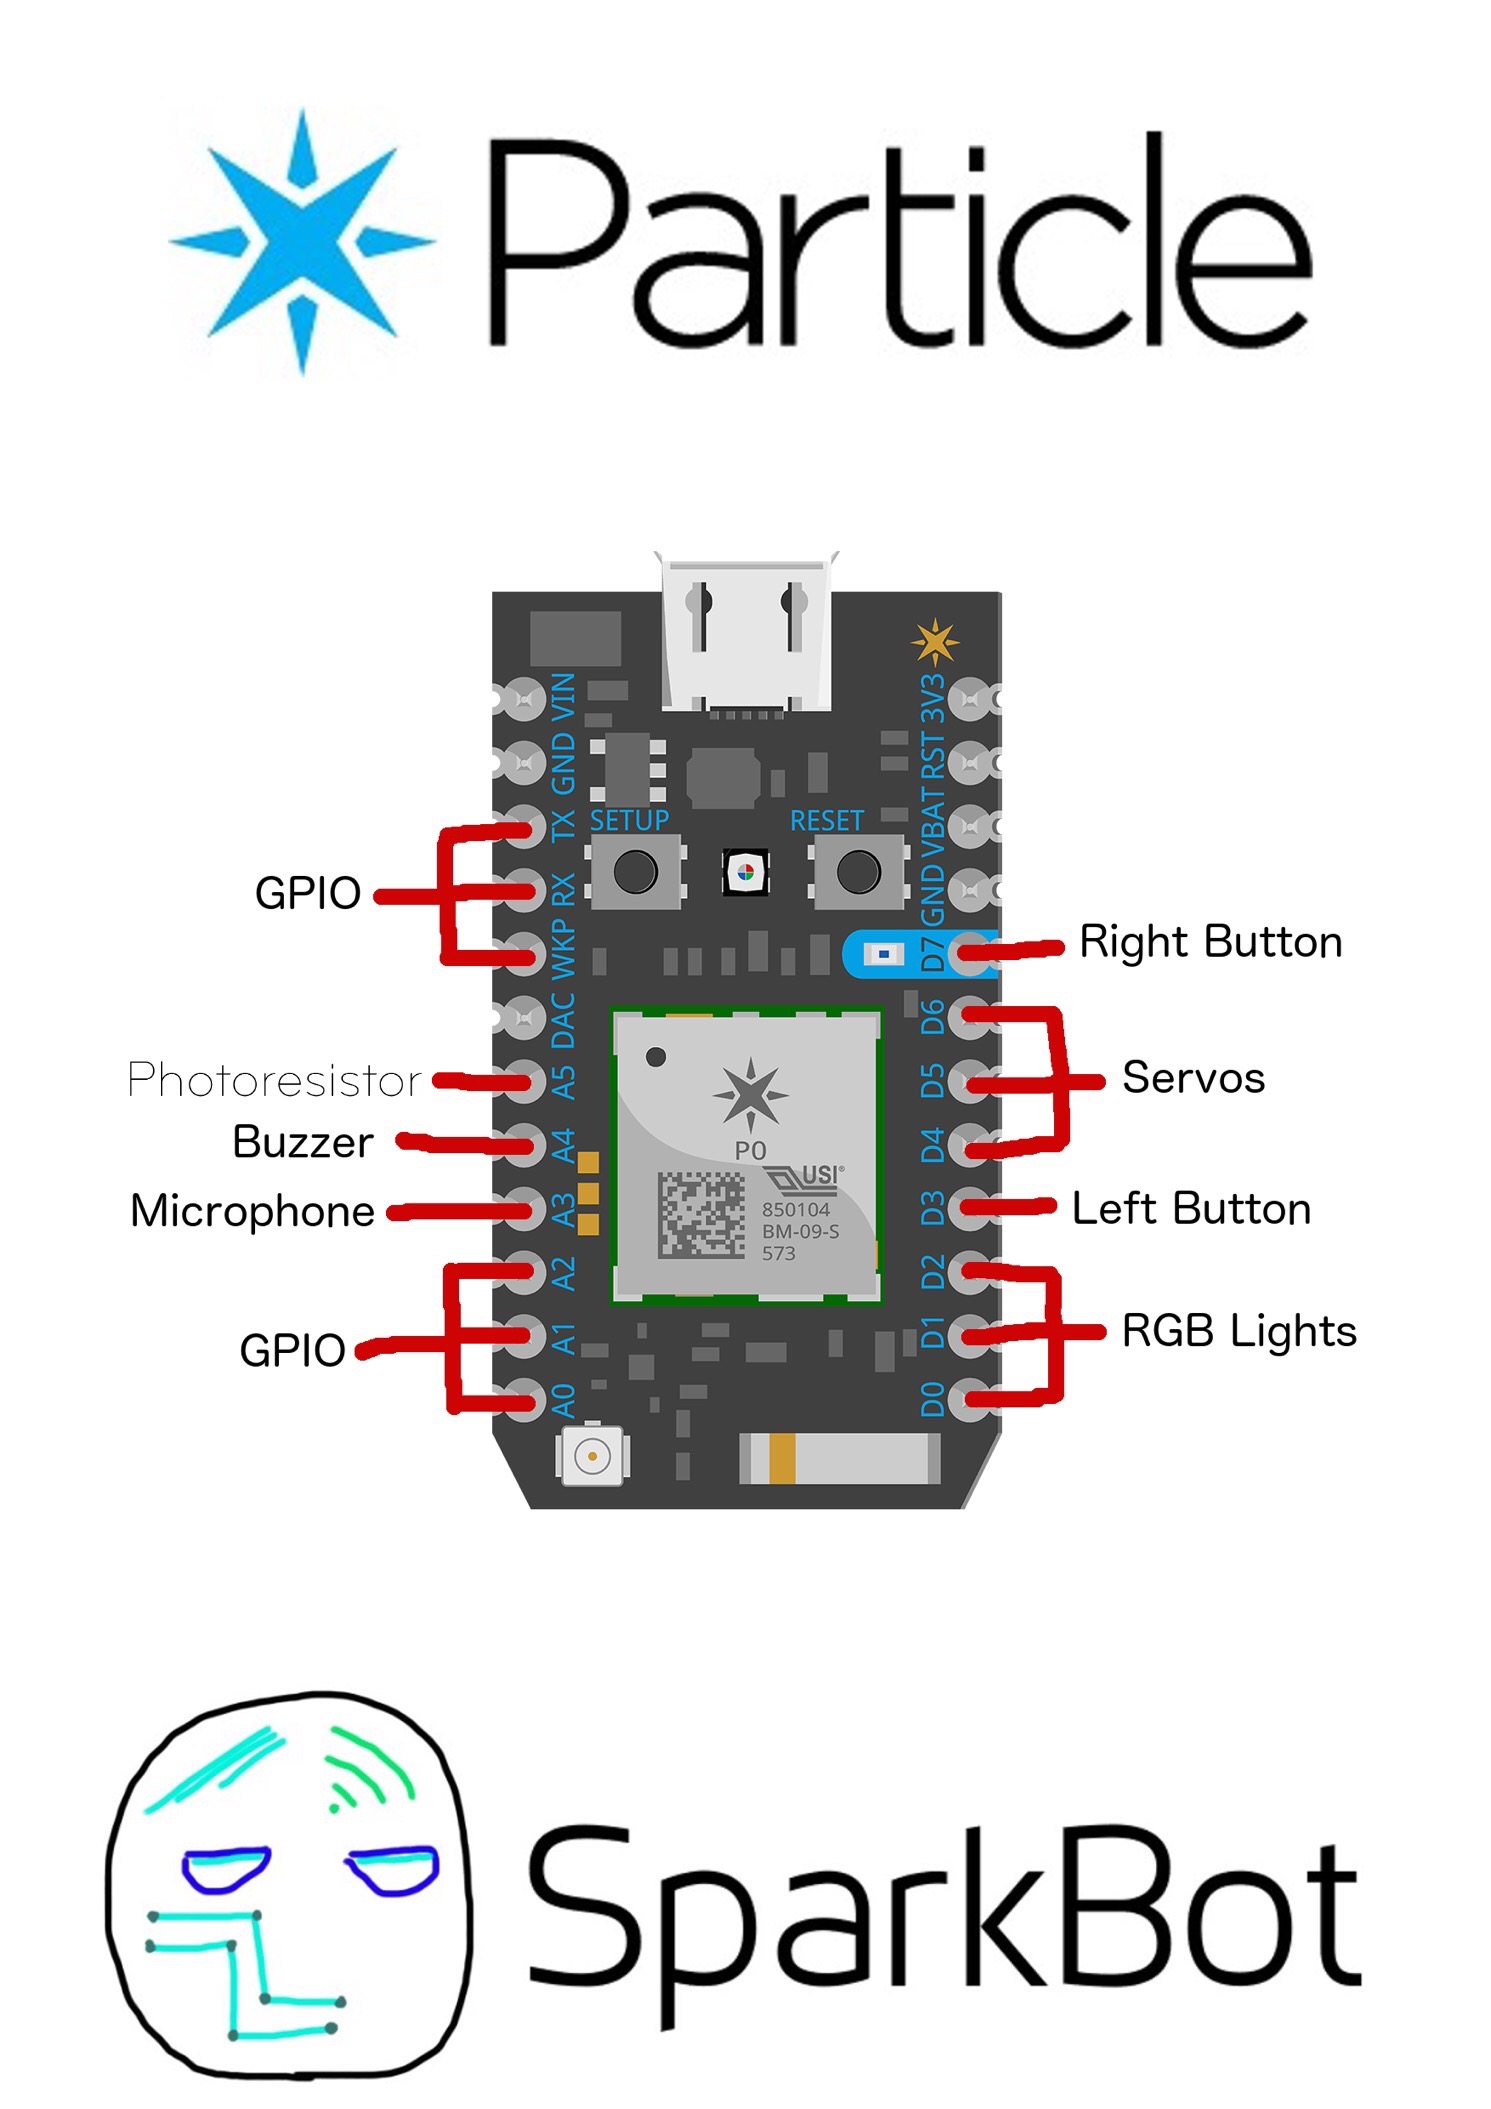 Particle
VIN
GND
TX
RX
WKP
DAC
A5
A4
A3
A2
A1
A0
3V3
RST
VBAT
GND
D7
D6
D5
D4
D3
D2
D1
D0
SETUP
RESET
GPIO
Photoresistor
Buzzer
Microphone
GPIO
Right Button
Servos
Left Button
RGB Lights
P0
USI®
850104
BM-09-S
573
SparkBot